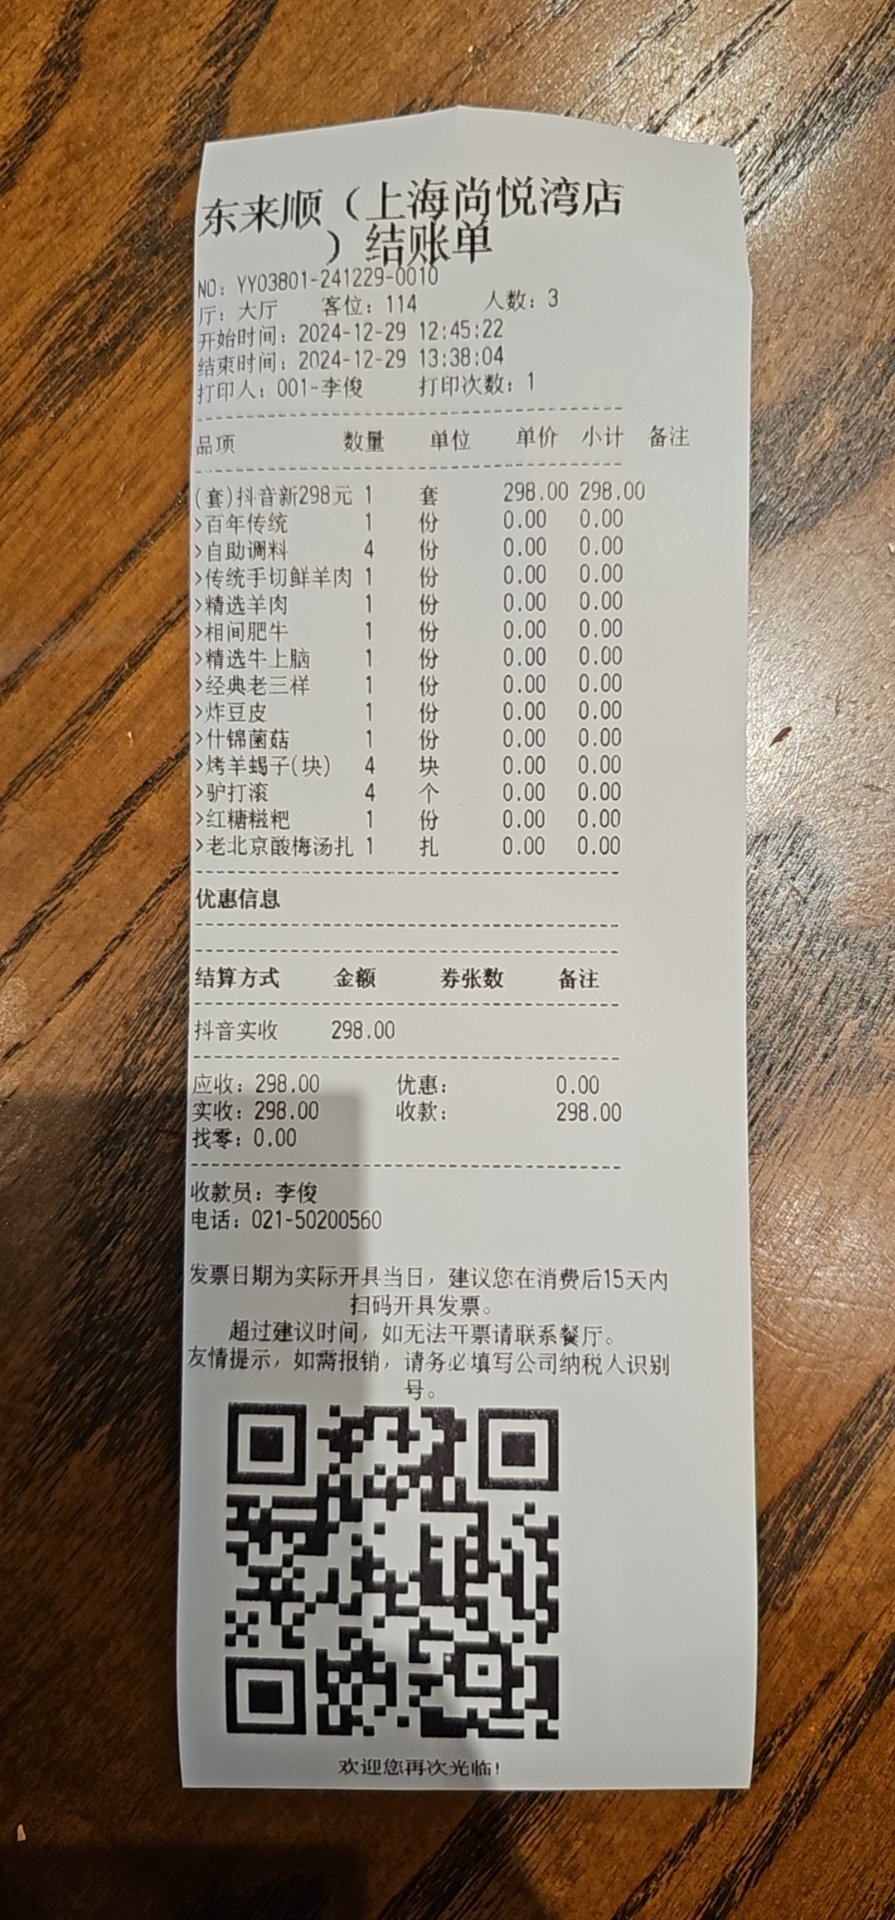 东来顺（上海尚悦湾店
）结账单
NO: YY03801-241229-0010
厅: 大厅 客位: 114 人数: 3
开始时间: 2024-12-29 12:45:22
结束时间: 2024-12-29 13:38:04
打印人: 001-李俊 打印次数: 1
品项 数量 单位 单价 小计 备注
(套)抖音新298元 1 套 298.00 298.00
>百年传统 1 份 0.00 0.00
>自助调料 4 份 0.00 0.00
>传统手切鲜羊肉 1 份 0.00 0.00
>精选羊肉 1 份 0.00 0.00
>相间肥牛 1 份 0.00 0.00
>精选牛上脑 1 份 0.00 0.00
>经典老三样 1 份 0.00 0.00
>炸豆皮 1 份 0.00 0.00
>什锦菌菇 1 份 0.00 0.00
>烤羊蝎子(块) 4 块 0.00 0.00
>驴打滚 4 个 0.00 0.00
>红糖糍粑 1 份 0.00 0.00
>老北京酸梅汤扎 1 扎 0.00 0.00
优惠信息
结算方式 金额 券张数 备注
抖音实收 298.00
应收: 298.00 优惠: 0.00
实收: 298.00 收款: 298.00
找零: 0.00
收款员: 李俊
电话: 021-50200560
发票日期为实际开具当日，建议您在消费后15天内
扫码开具发票。
超过建议时间，如无法开票请联系餐厅。
友情提示，如需报销，请务必填写公司纳税人识别
号。
欢迎您再次光临!